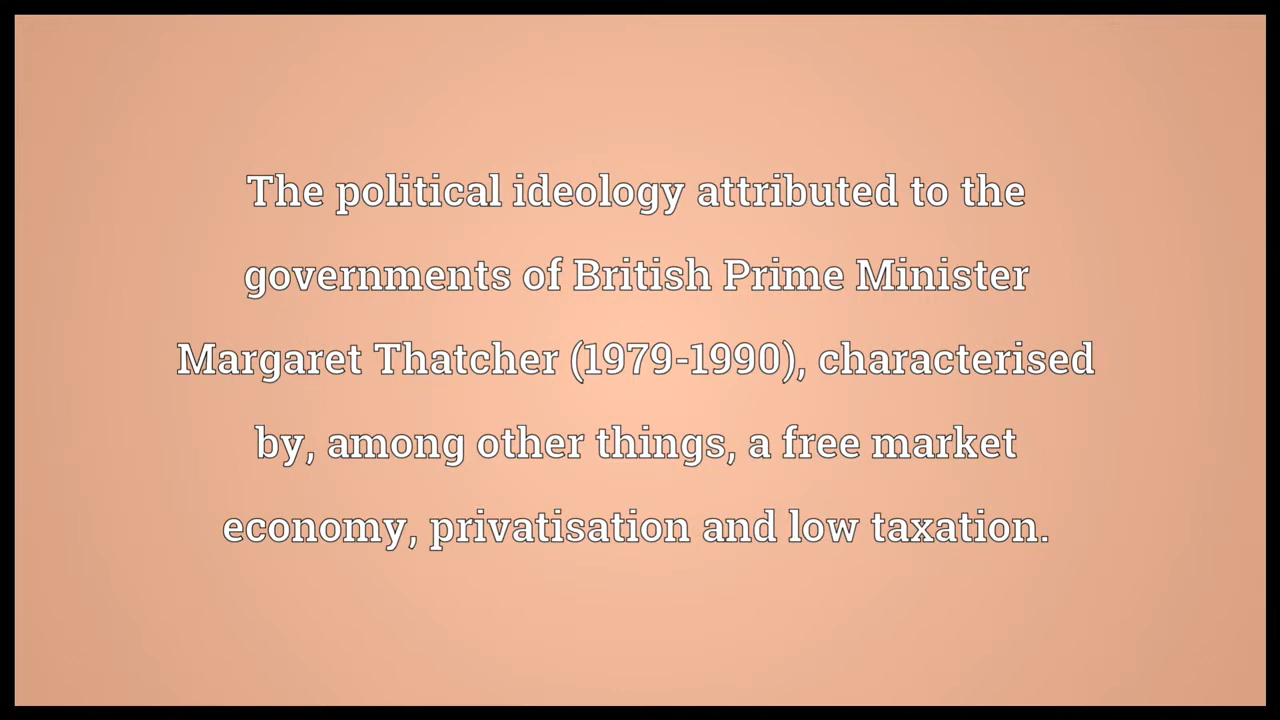 The political ideology attributed to the
governments of British Prime Minister
Margaret Thatcher (1979-1990), characterised
by, among other things, a free market
economy, privatisation and low taxation.